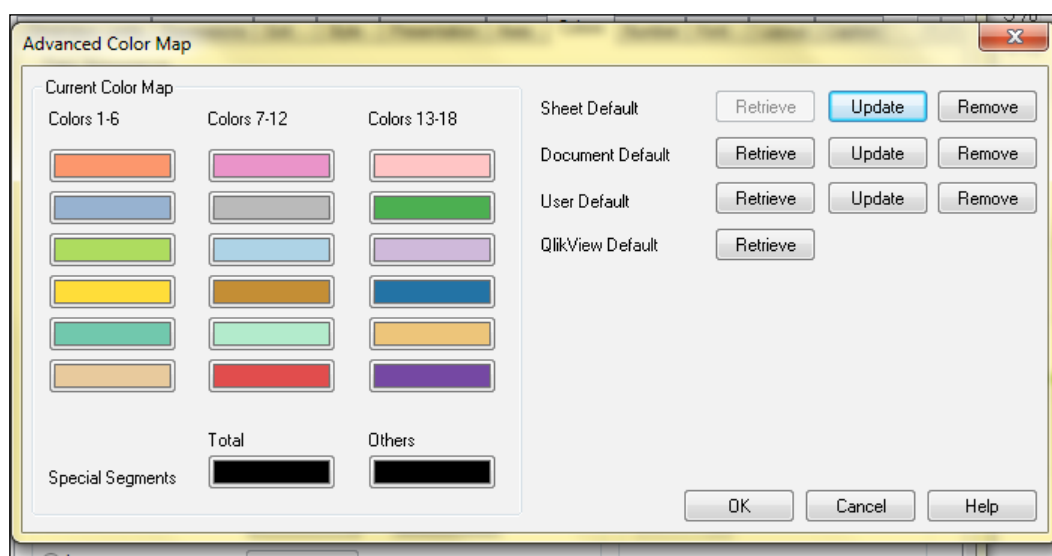 Advanced Color Map
Current Color Map
Colors 1-6
Colors 7-12
Colors 13-18
Total
Others
Special Segments
Sheet Default Retrieve Update Remove
Document Default Retrieve Update Remove
User Default Retrieve Update Remove
QlikView Default Retrieve
OK Cancel Help